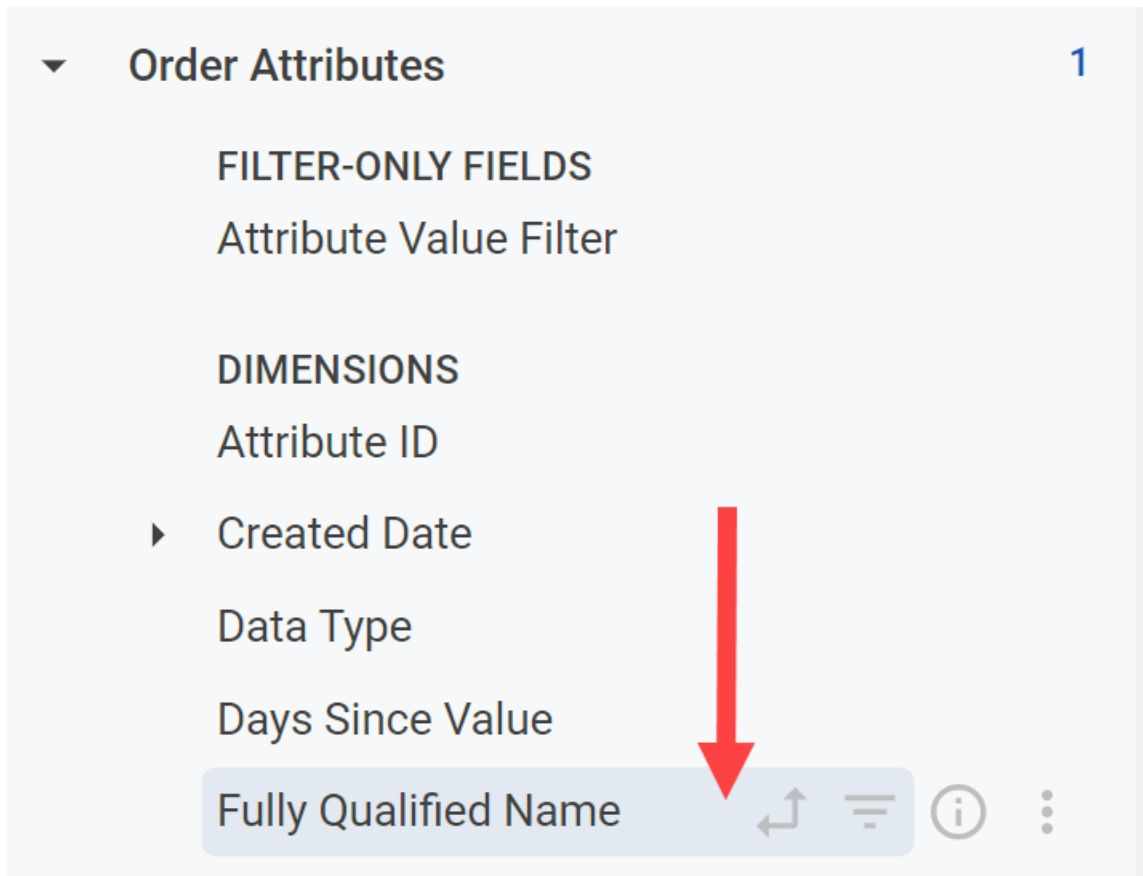 Order Attributes 1
FILTER-ONLY FIELDS
Attribute Value Filter
DIMENSIONS
Attribute ID
Created Date
Data Type
Days Since Value
Fully Qualified Name